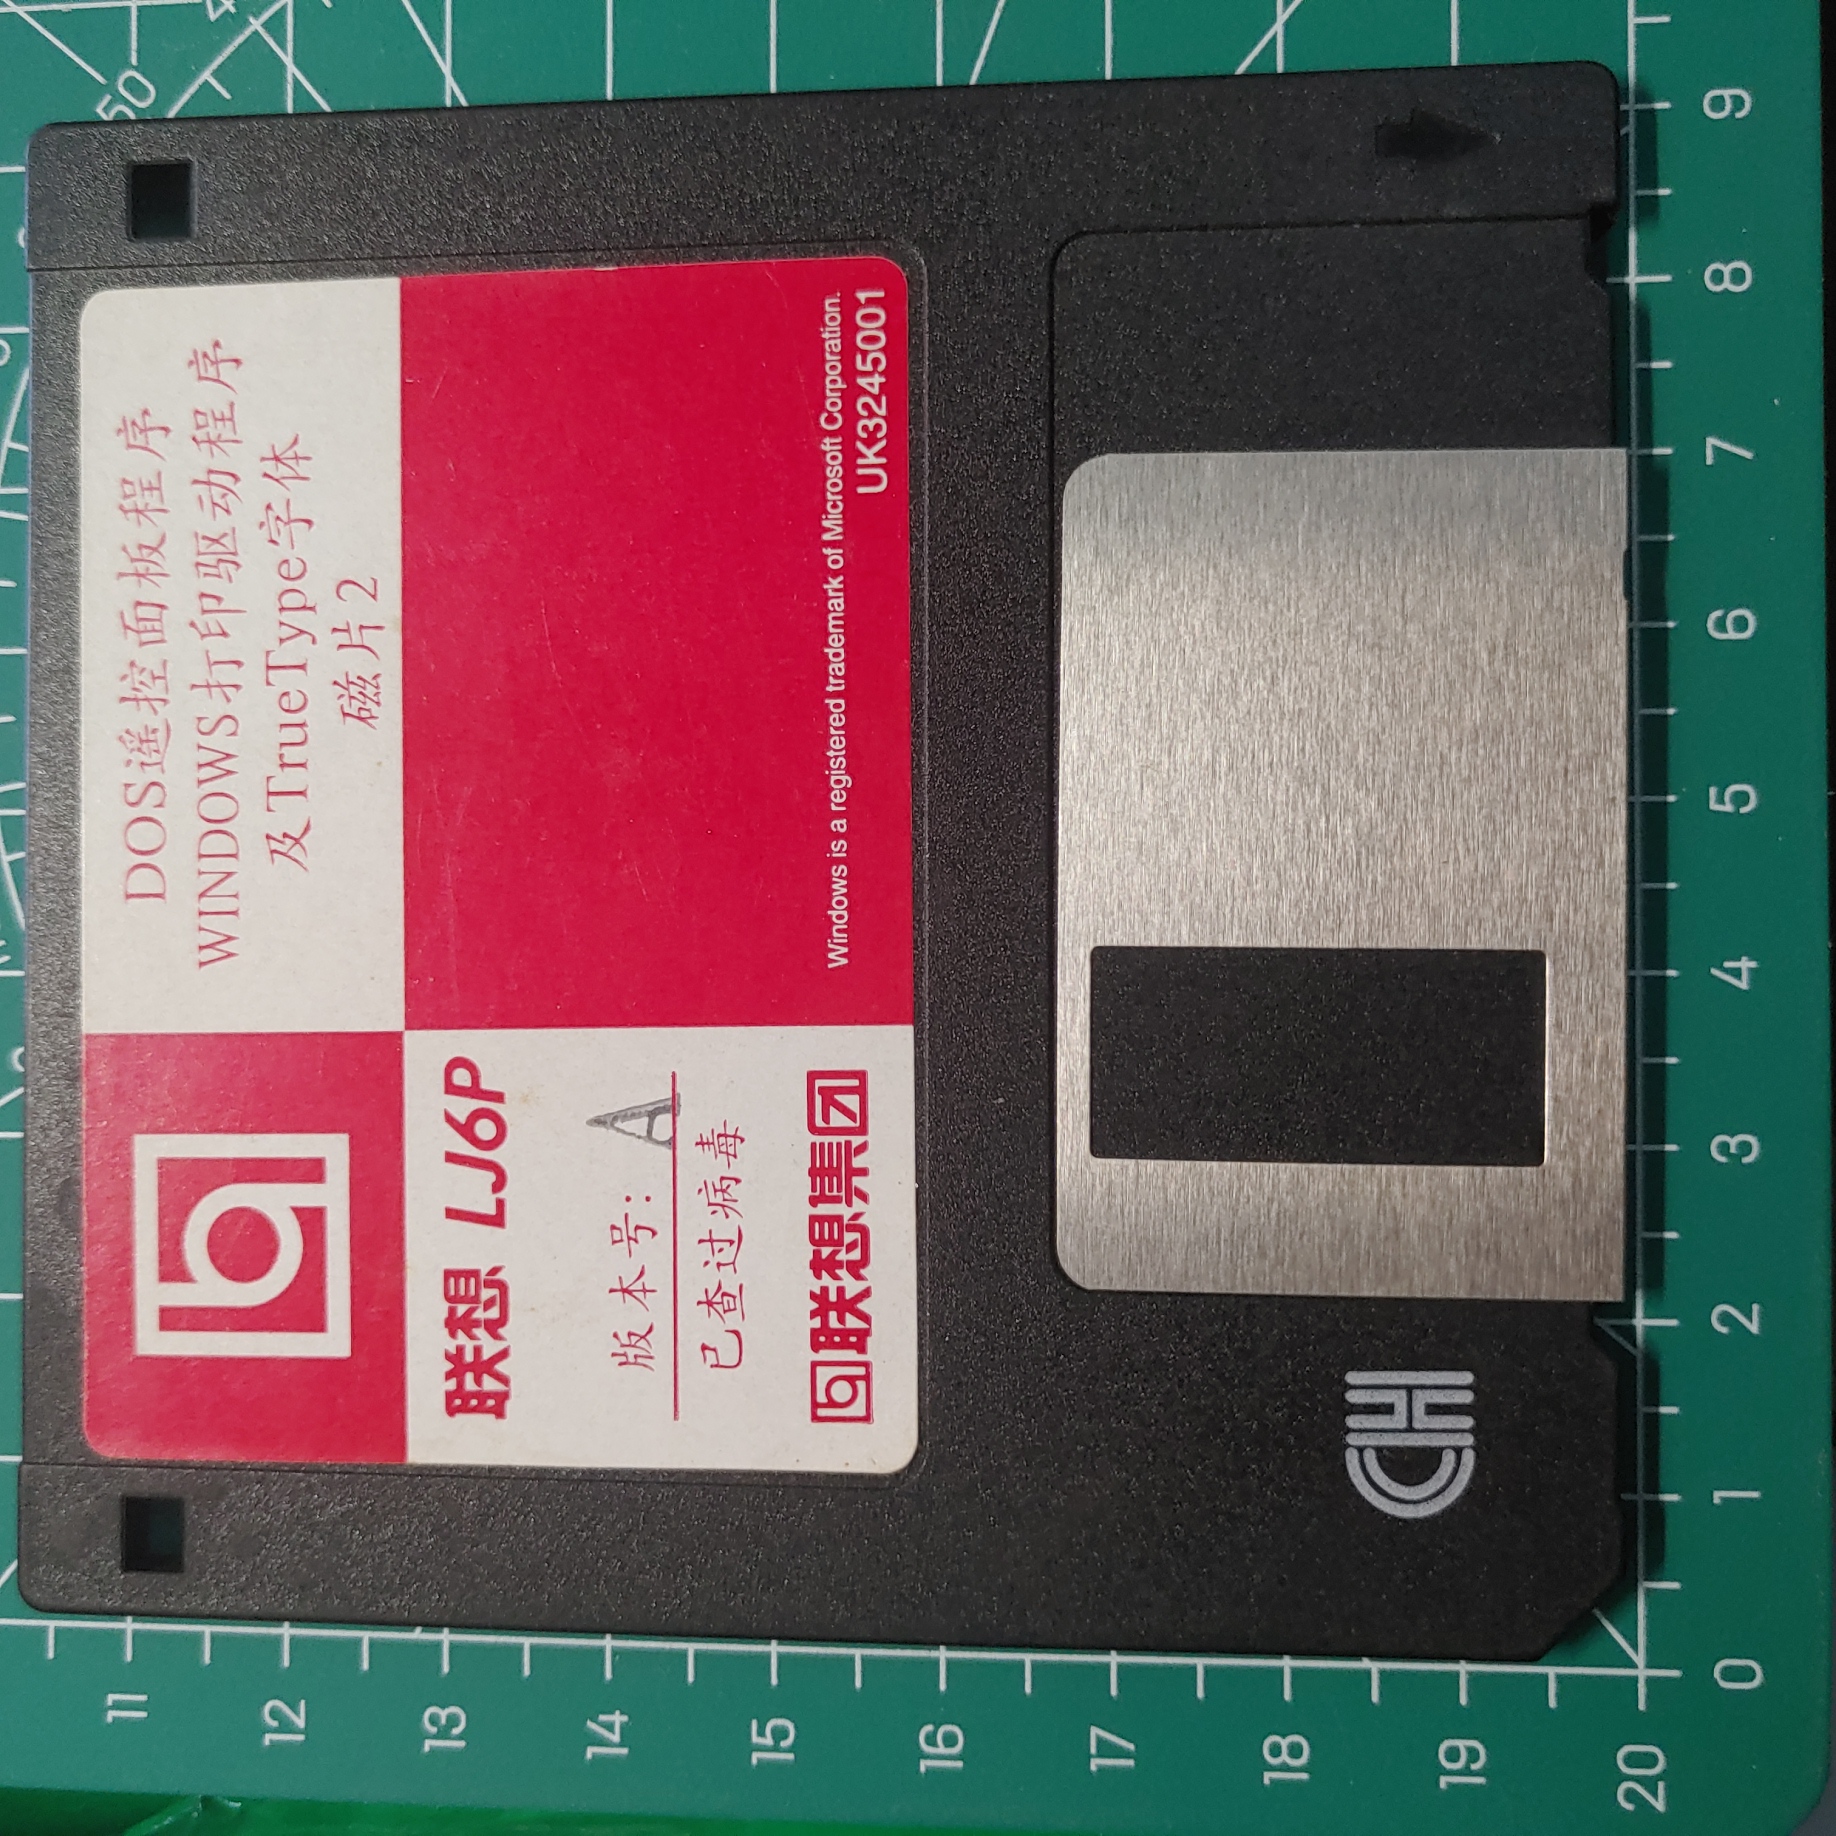 DOS遥控面板程序
WINDOWS打印驱动程序
及TrueType字体
磁片2
联想 LJ6P
版本号: A
已查过病毒
联想集团
Windows is a registered trademark of Microsoft Corporation.
UK3245001
CH
11
12
13
14
15
16
17
18
19
20
0 1 2 3 4 5 6 7 8 9
50